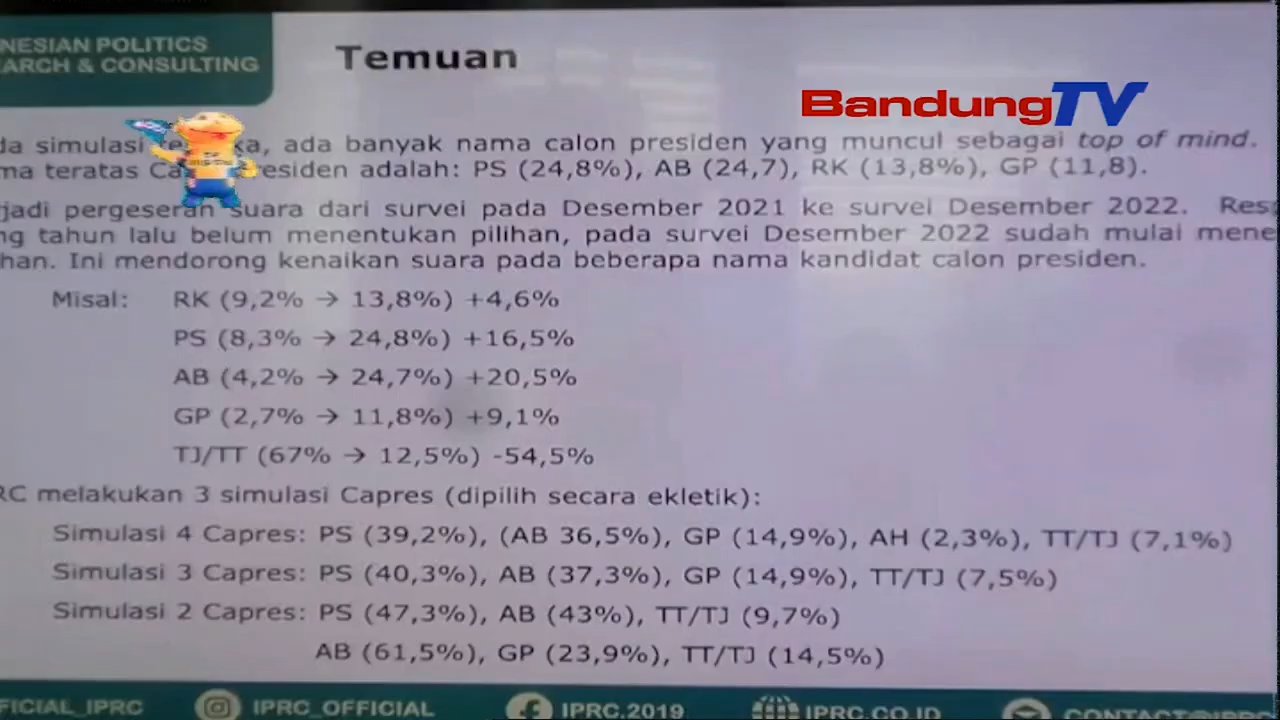 NESIAN POLITICS
ARCH & CONSULTING
Temuan
BandungTV
da simulasi ka, ada banyak nama calon presiden yang muncul sebagai top of mind.
ma teratas Ca residen adalah: PS (24,8%), AB (24,7), RK (13,8%), GP (11,8).
jadi pergeseran suara dari survei pada Desember 2021 ke survei Desember 2022. Res
ng tahun lalu belum menentukan pilihan, pada survei Desember 2022 sudah mulai mene
han. Ini mendorong kenaikan suara pada beberapa nama kandidat calon presiden.
Misal: RK (9,2% → 13,8%) +4,6%
PS (8,3% → 24,8%) +16,5%
AB (4,2% → 24,7%) +20,5%
GP (2,7% → 11,8%) +9,1%
TJ/TT (67% → 12,5%) -54,5%
RC melakukan 3 simulasi Capres (dipilih secara ekletik):
Simulasi 4 Capres: PS (39,2%), (AB 36,5%), GP (14,9%), AH (2,3%), TT/TJ (7,1%)
Simulasi 3 Capres: PS (40,3%), AB (37,3%), GP (14,9%), TT/TJ (7,5%)
Simulasi 2 Capres: PS (47,3%), AB (43%), TT/TJ (9,7%)
AB (61,5%), GP (23,9%), TT/TJ (14,5%)
FICIAL_IPRC IPRC_OFFICIAL IPRC.2019 IPRC.CO.ID CONTACT@IPRC